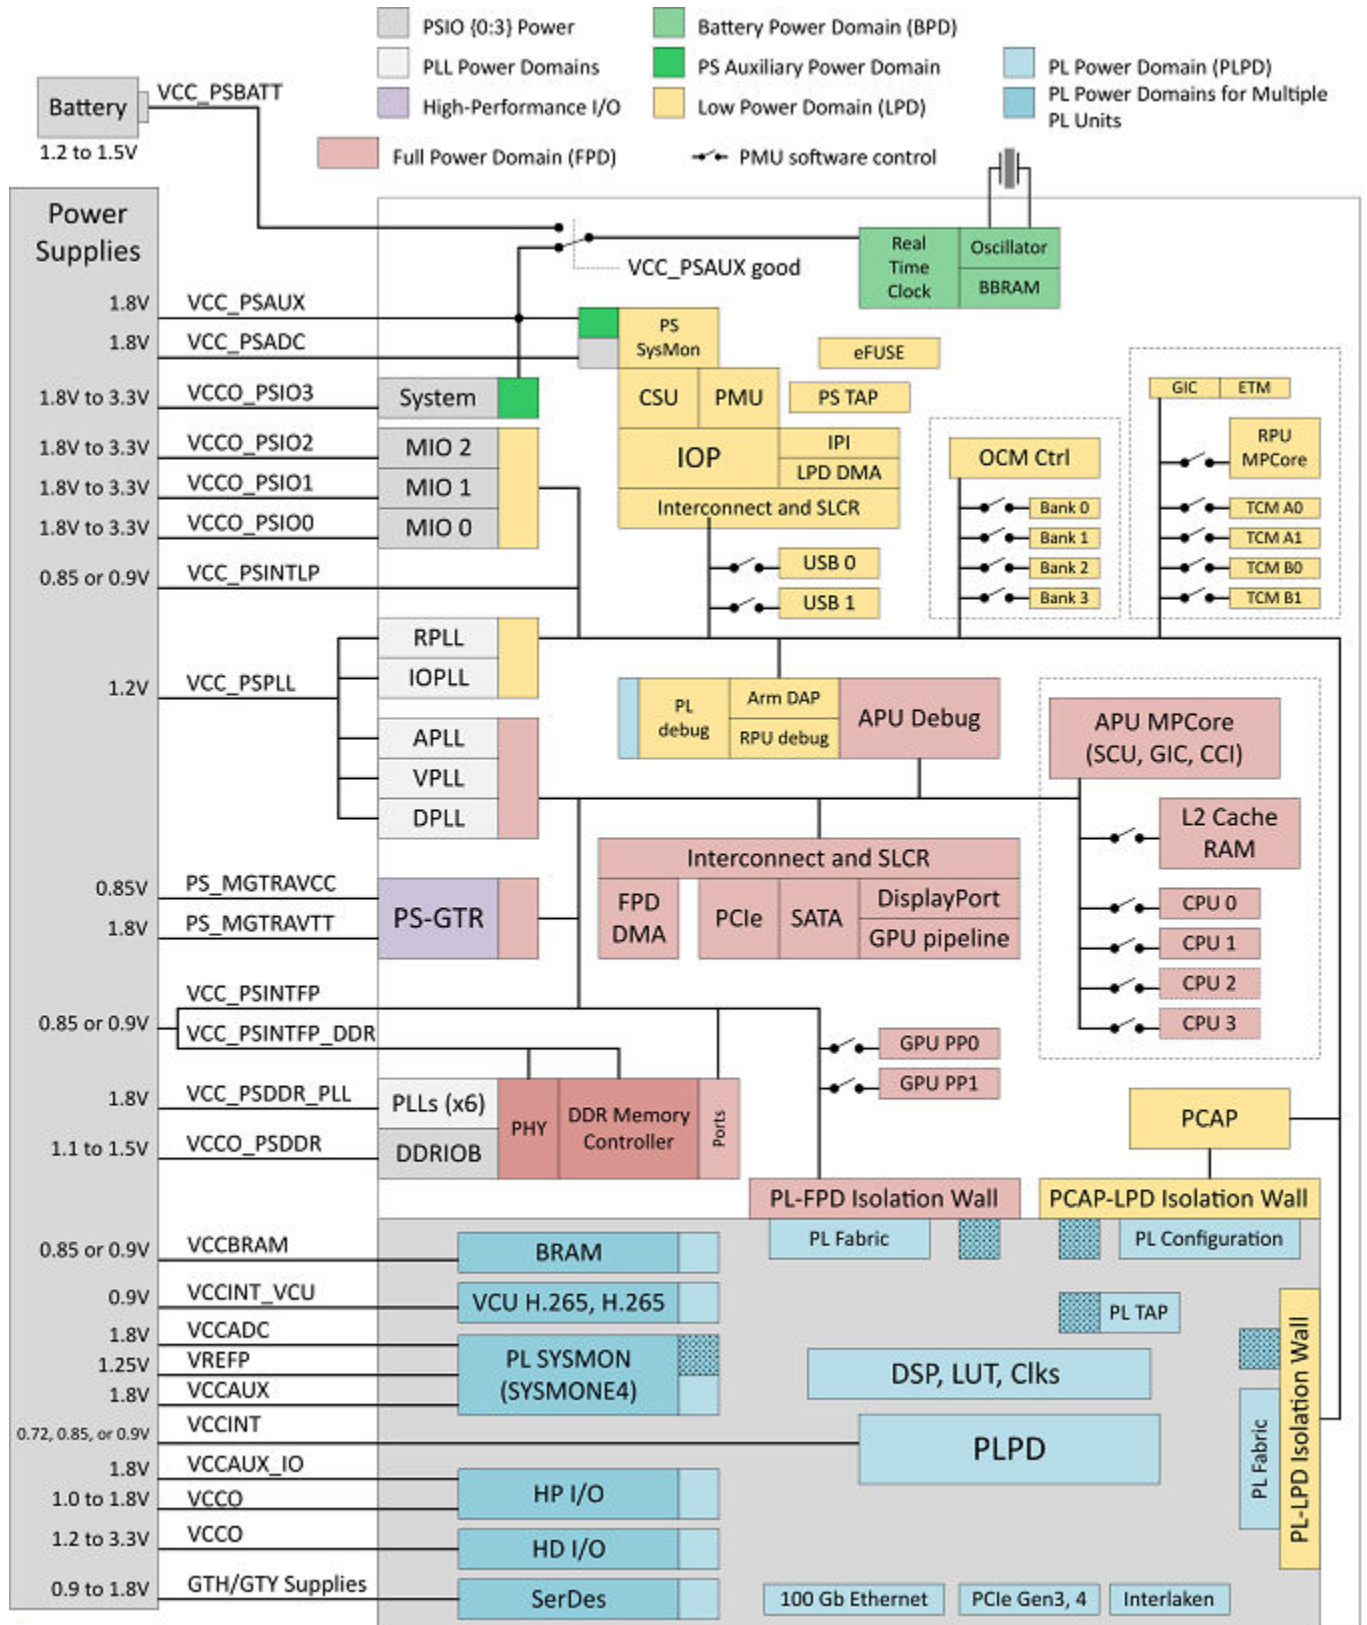 PSIO {0:3} Power
Battery Power Domain (BPD)
PLL Power Domains
PS Auxiliary Power Domain
PL Power Domain (PLPD)
High-Performance I/O
Low Power Domain (LPD)
PL Power Domains for Multiple
PL Units
Full Power Domain (FPD)
PMU software control
Battery
VCC_PSBATT
1.2 to 1.5V
Power
Supplies
VCC_PSAUX good
Real
Time
Clock
Oscillator
BBRAM
1.8V
VCC_PSAUX
1.8V
VCC_PSADC
PS
SysMon
eFUSE
1.8V to 3.3V
VCCO_PSIO3
System
CSU
PMU
PS TAP
GIC
ETM
1.8V to 3.3V
VCCO_PSIO2
MIO 2
IOP
IPI
LPD DMA
OCM Ctrl
RPU
MPCore
1.8V to 3.3V
VCCO_PSIO1
MIO 1
1.8V to 3.3V
VCCO_PSIO0
MIO 0
Interconnect and SLCR
Bank 0
Bank 1
Bank 2
Bank 3
TCM A0
TCM A1
TCM B0
TCM B1
0.85 or 0.9V
VCC_PSINTLP
USB 0
USB 1
1.2V
VCC_PSPLL
RPLL
IOPLL
APLL
VPLL
DPLL
PL
debug
Arm DAP
RPU debug
APU Debug
APU MPCore
(SCU, GIC, CCI)
L2 Cache
RAM
CPU 0
CPU 1
CPU 2
CPU 3
Interconnect and SLCR
FPD
DMA
PCIe
SATA
DisplayPort
GPU pipeline
0.85V
PS_MGTRAVCC
1.8V
PS_MGTRAVTT
PS-GTR
VCC_PSINTFP
0.85 or 0.9V
VCC_PSINTFP_DDR
GPU PP0
GPU PP1
1.8V
VCC_PSDDR_PLL
PLLs (x6)
1.1 to 1.5V
VCCO_PSDDR
DDRIOB
PHY
DDR Memory
Controller
Ports
PCAP
PL-FPD Isolation Wall
PCAP-LPD Isolation Wall
PL Fabric
PL Configuration
0.85 or 0.9V
VCCBRAM
BRAM
0.9V
VCCINT_VCU
VCU H.265, H.265
PL TAP
1.8V
VCCADC
1.25V
VREFP
1.8V
VCCAUX
PL SYSMON
(SYSMONE4)
DSP, LUT, Clks
0.72, 0.85, or 0.9V
VCCINT
PLPD
PL Fabric
PL-LPD Isolation Wall
1.8V
VCCAUX_IO
1.0 to 1.8V
VCCO
HP I/O
1.2 to 3.3V
VCCO
HD I/O
0.9 to 1.8V
GTH/GTY Supplies
SerDes
100 Gb Ethernet
PCIe Gen3, 4
Interlaken